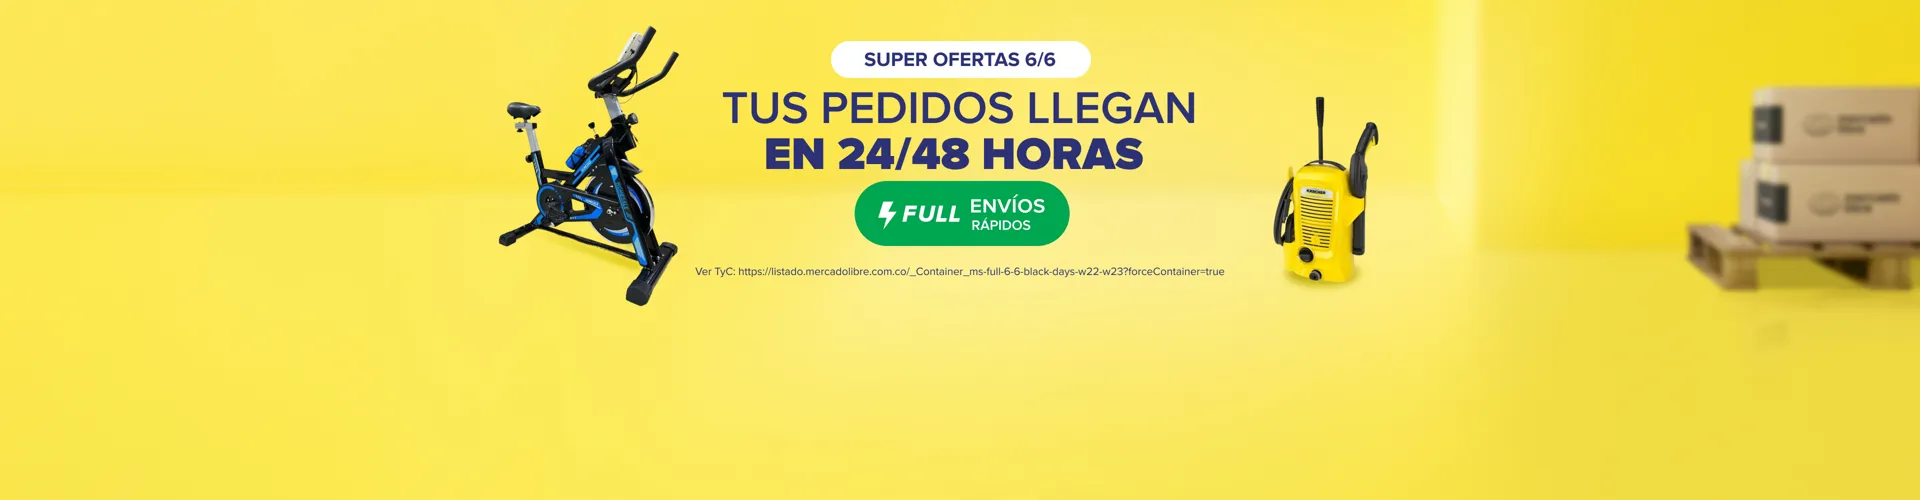 SUPER OFERTAS 6/6
TUS PEDIDOS LLEGAN
EN 24/48 HORAS
FULL ENVÍOS
RÁPIDOS
Ver TyC: https://listado.mercadolibre.com.co/_Container_ms-full-6-6-black-days-w22-w23?forceContainer=true